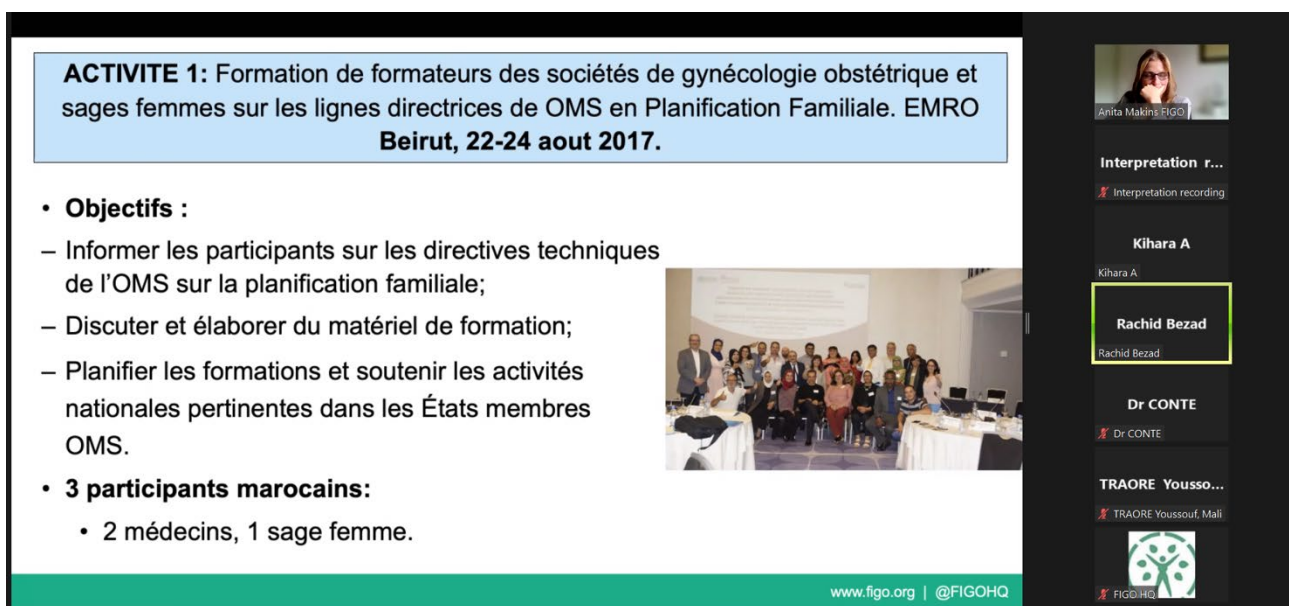 ACTIVITE 1: Formation de formateurs des sociétés de gynécologie obstétrique et
sages femmes sur les lignes directrices de OMS en Planification Familiale. EMRO
Beirut, 22-24 aout 2017.
• Objectifs :
– Informer les participants sur les directives techniques
de l’OMS sur la planification familiale;
– Discuter et élaborer du matériel de formation;
– Planifier les formations et soutenir les activités
nationales pertinentes dans les États membres
OMS.
• 3 participants marocains:
• 2 médecins, 1 sage femme.
www.figo.org | @FIGOHQ
Anita Makins FIGO
Interpretation r...
Interpretation recording
Kihara A
Kihara A
Rachid Bezad
Rachid Bezad
Dr CONTE
Dr CONTE
TRAORE Yousso...
TRAORE Youssouf, Mali
FIGO HQ